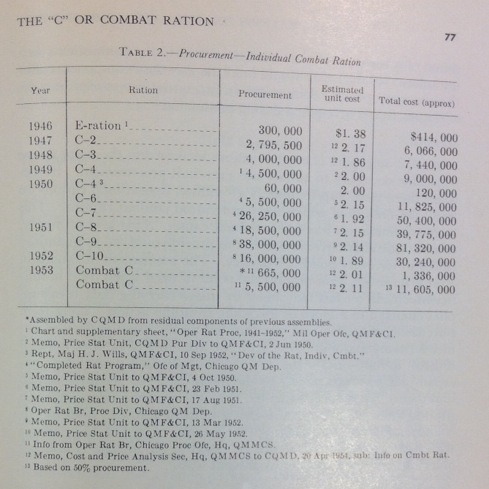 THE "C" OR COMBAT RATION
77
TABLE 2.—Procurement—Individual Combat Ration
Year Ration Procurement Estimated unit cost Total cost (approx)
1946 E-ration ¹ 300, 000 $1. 38 $414, 000
1947 C-2 2, 795, 500 ¹² 2. 17 6, 066, 000
1948 C-3 4, 000, 000 ¹² 1. 86 7, 440, 000
1949 C-4 ¹ 4, 500, 000 ² 2. 00 9, 000, 000
1950 C-4 ³ 60, 000 2. 00 120, 000
C-6 ⁴ 5, 500, 000 ⁵ 2. 15 11, 825, 000
C-7 ⁴ 26, 250, 000 ⁶ 1. 92 50, 400, 000
1951 C-8 ⁴ 18, 500, 000 ⁷ 2. 15 39, 775, 000
C-9 ⁸ 38, 000, 000 ⁹ 2. 14 81, 320, 000
1952 C-10 ⁸ 16, 000, 000 ¹⁰ 1. 89 30, 240, 000
1953 Combat C * ¹¹ 665, 000 ¹² 2. 01 1, 336, 000
Combat C ¹¹ 5, 500, 000 ¹² 2. 11 ¹³ 11, 605, 000
*Assembled by CQMD from residual components of previous assemblies.
¹ Chart and supplementary sheet, "Oper Rat Proc, 1941-1952," Mil Oper Ofc, QMF&CI.
² Memo, Price Stat Unit, CQMD Pur Div to QMF&CI, 2 Jun 1950.
³ Rept, Maj H. J. Wills, QMF&CI, 10 Sep 1952, "Dev of the Rat, Indiv, Cmbt."
⁴ "Completed Rat Program," Ofc of Mgt, Chicago QM Dep.
⁵ Memo, Price Stat Unit to QMF&CI, 4 Oct 1950.
⁶ Memo, Price Stat Unit to QMF&CI, 23 Feb 1951.
⁷ Memo, Price Stat Unit to QMF&CI, 17 Aug 1951.
⁸ Oper Rat Br, Proc Div, Chicago QM Dep.
⁹ Memo, Price Stat Unit to QMF&CI, 13 Mar 1952.
¹⁰ Memo, Price Stat Unit to QMF&CI, 26 May 1952.
¹¹ Info from Oper Rat Br, Chicago Proc Ofc, Hq, QMMCS.
¹² Memo, Cost and Price Analysis Sec, Hq, QMMCS to CQMD, 20 Apr 1954, sub: Info on Cmbt Rat.
¹³ Based on 50% procurement.